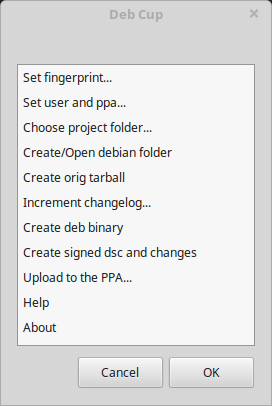 Deb Cup
Set fingerprint...
Set user and ppa...
Choose project folder...
Create/Open debian folder
Create orig tarball
Increment changelog...
Create deb binary
Create signed dsc and changes
Upload to the PPA...
Help
About
Cancel OK